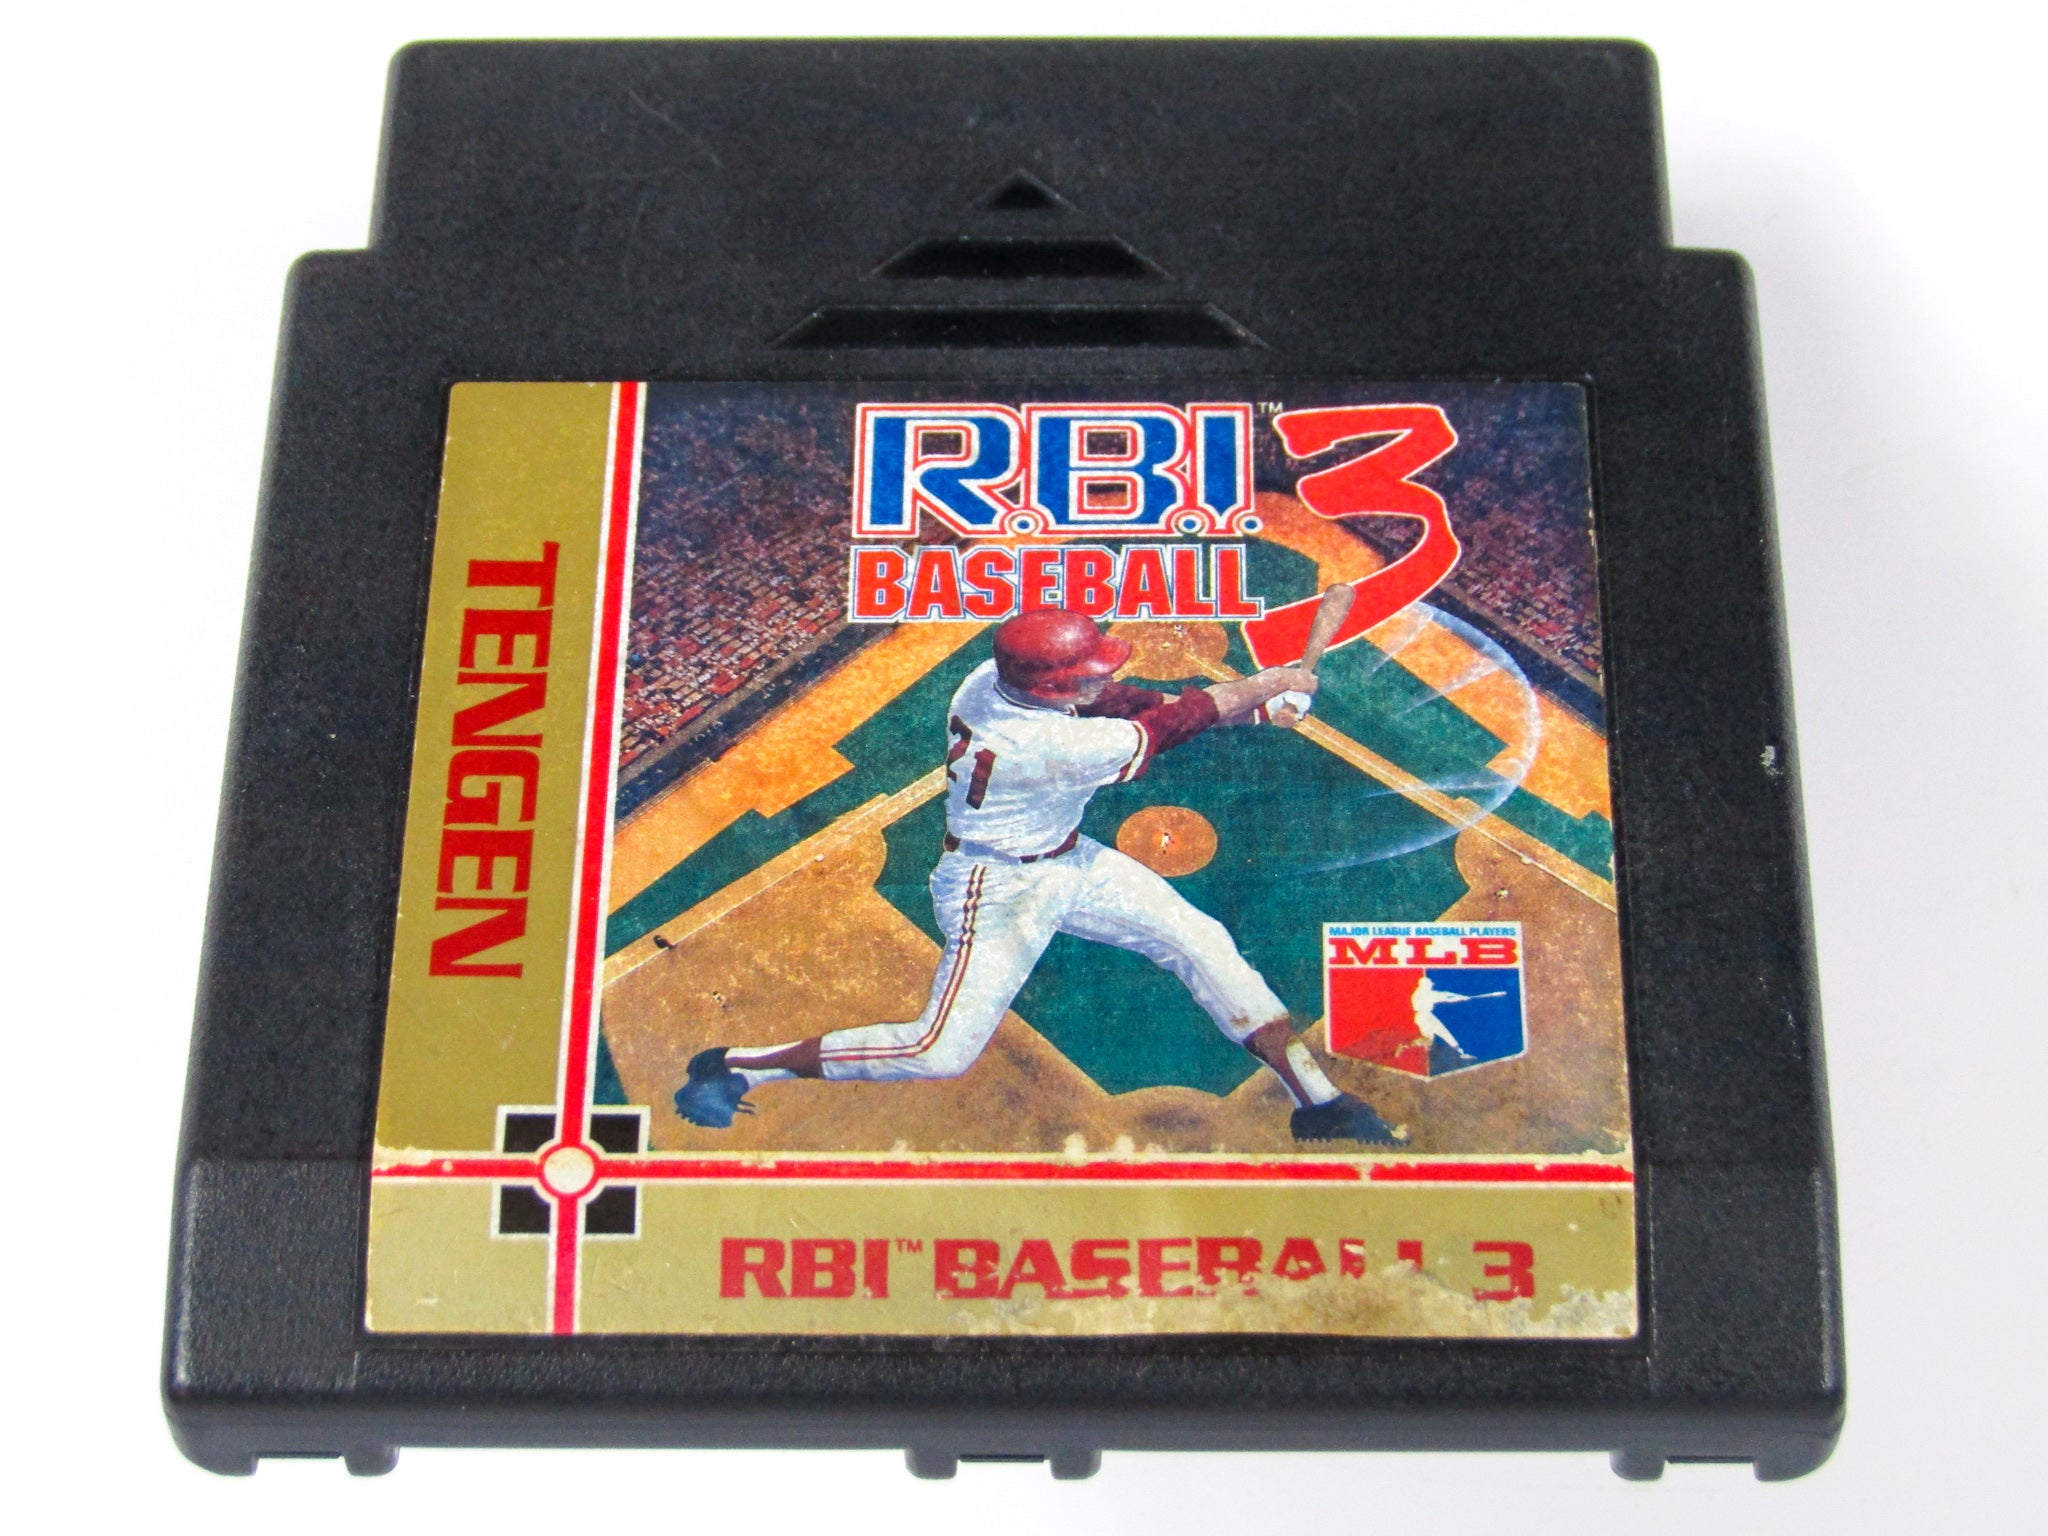 TENGEN
R.B.I.™ 3
BASEBALL
21
MAJOR LEAGUE BASEBALL PLAYERS
MLB
RBI™ BASEBALL 3